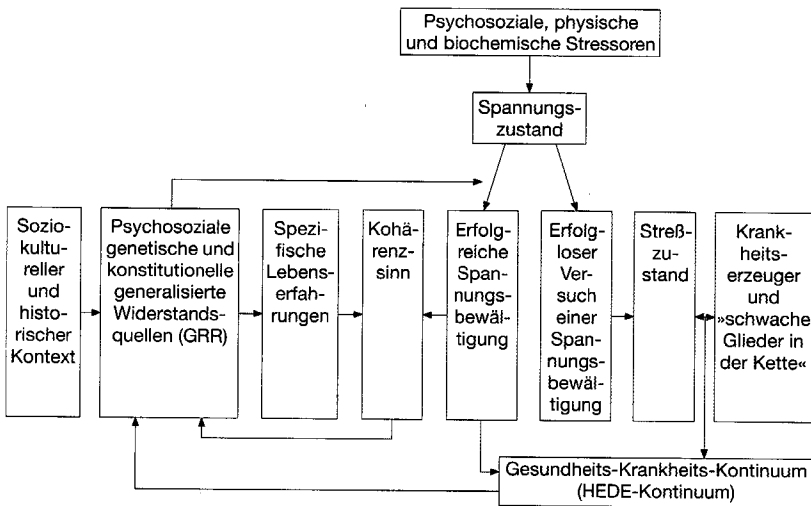 Psychosoziale, physische
und biochemische Stressoren
Spannungs-
zustand
Sozio-
kultu-
reller
und
histo-
rischer
Kontext
Psychosoziale
genetische und
konstitutionelle
generalisierte
Widerstands-
quellen (GRR)
Spezi-
fische
Lebens-
erfah-
rungen
Kohä-
renz-
sinn
Erfolg-
reiche
Span-
nungs-
bewäl-
tigung
Erfolg-
loser
Ver-
such
einer
Span-
nungs-
bewäl-
tigung
Streß-
zu-
stand
Krank-
heits-
erzeuger
und
»schwache
Glieder in
der Kette«
Gesundheits-Krankheits-Kontinuum
(HEDE-Kontinuum)